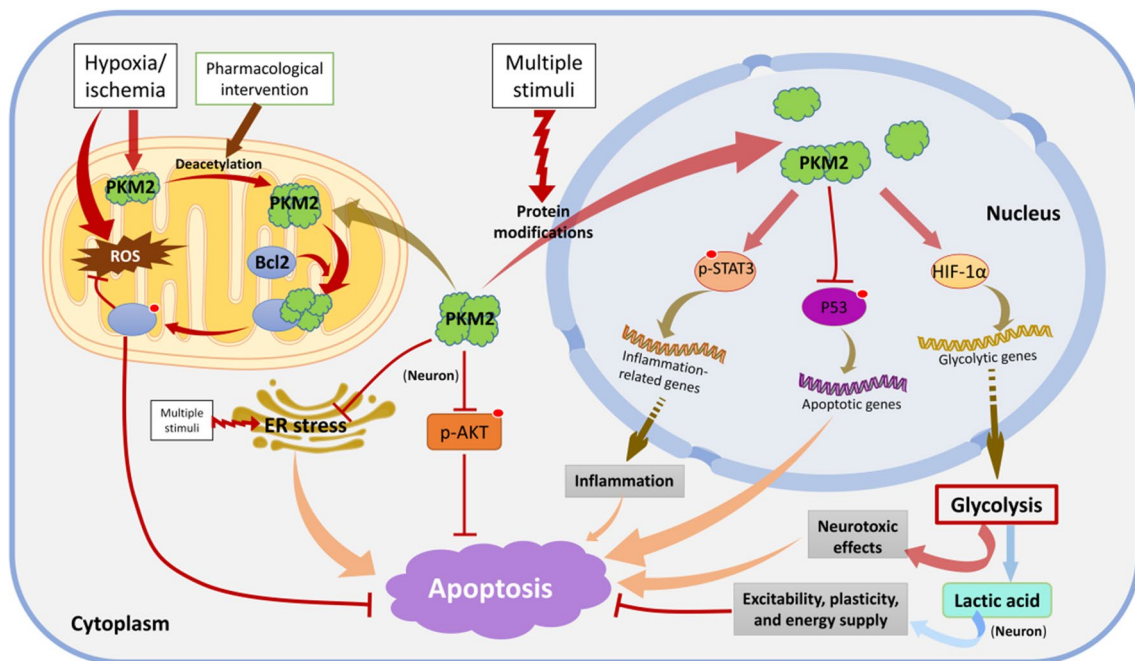 Hypoxia/
ischemia
Pharmacological
intervention
Multiple
stimuli
Deacetylation
PKM2
PKM2
PKM2
Protein
modifications
Nucleus
ROS
Bcl2
p-STAT3
P53
HIF-1α
PKM2
(Neuron)
Inflammation-
related genes
Apoptotic genes
Glycolytic genes
Multiple
stimuli
ER stress
p-AKT
Inflammation
Glycolysis
Neurotoxic
effects
Apoptosis
Excitability, plasticity,
and energy supply
Lactic acid
(Neuron)
Cytoplasm